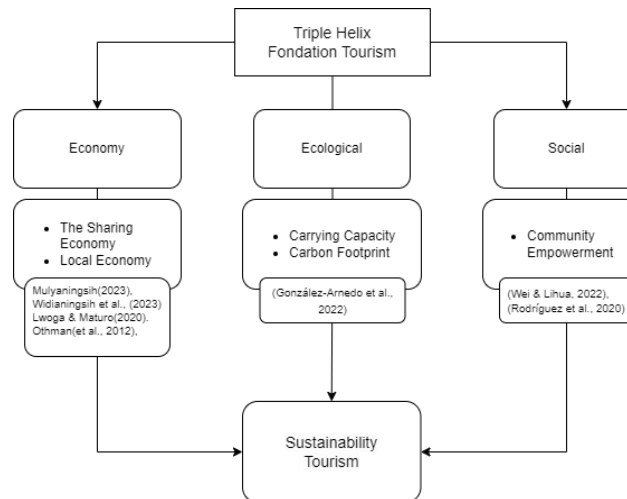 Triple Helix
Fondation Tourism
Economy
Ecological
Social
• The Sharing
Economy
• Local Economy
• Carrying Capacity
• Carbon Footprint
• Community
Empowerment
Mulyaningsih(2023),
Widianingsih et al., (2023)
Lwoga & Maturo(2020).
Othman(et al., 2012),
(González-Arnedo et al.,
2022)
(Wei & Lihua, 2022),
(Rodríguez et al., 2020)
Sustainability
Tourism